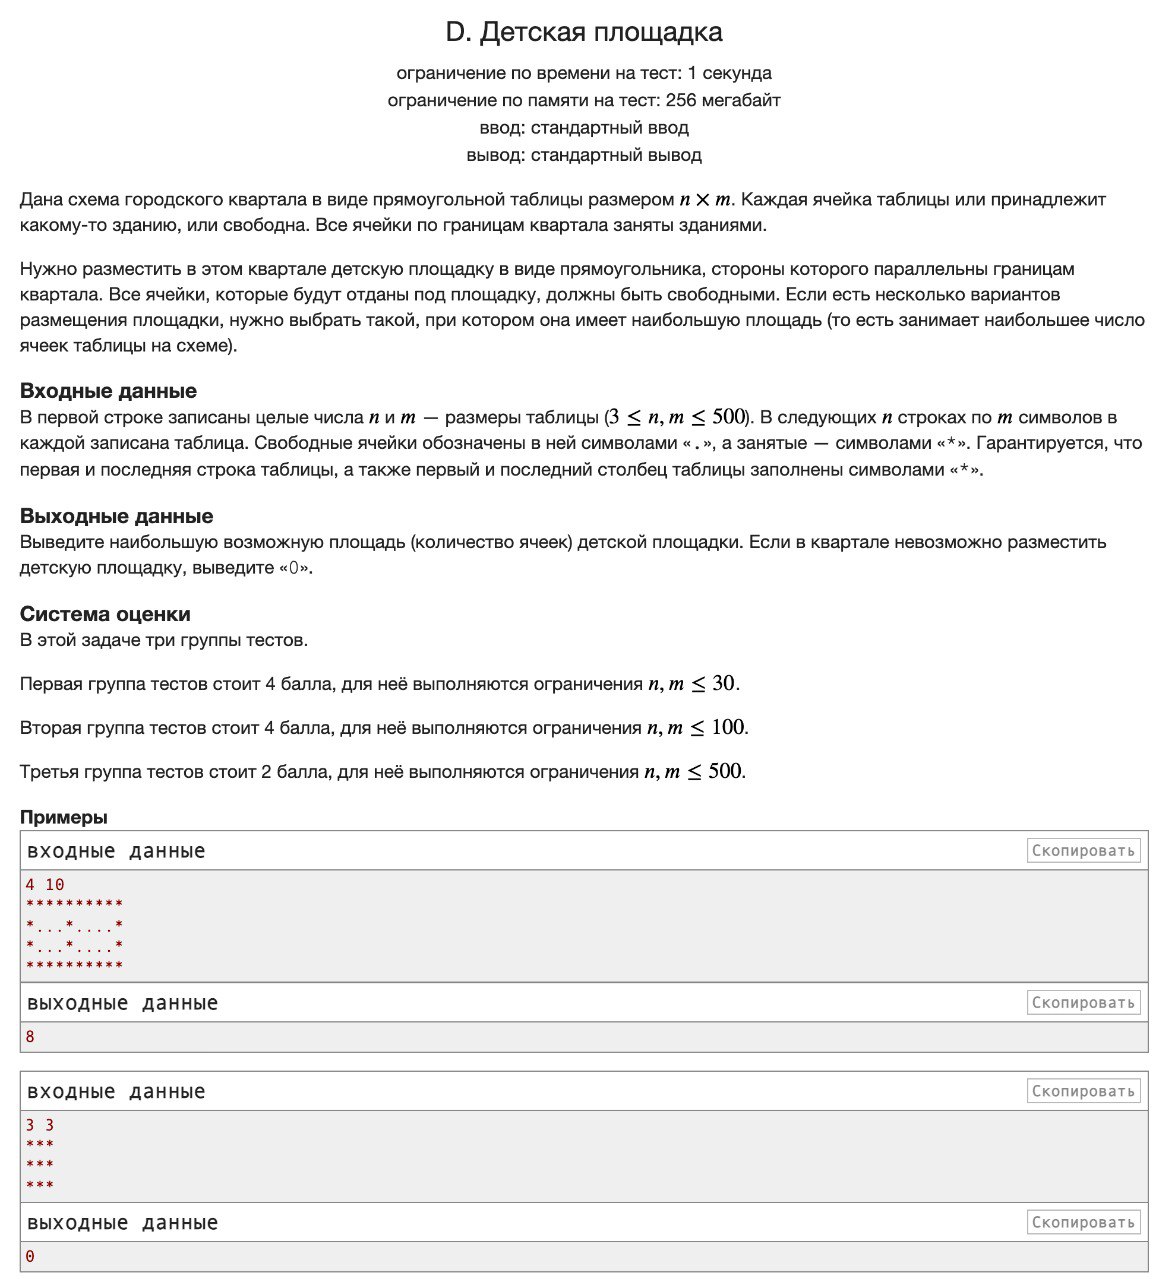 D. Детская площадка
ограничение по времени на тест: 1 секунда
ограничение по памяти на тест: 256 мегабайт
ввод: стандартный ввод
вывод: стандартный вывод
Дана схема городского квартала в виде прямоугольной таблицы размером n × m. Каждая ячейка таблицы или принадлежит
какому-то зданию, или свободна. Все ячейки по границам квартала заняты зданиями.
Нужно разместить в этом квартале детскую площадку в виде прямоугольника, стороны которого параллельны границам
квартала. Все ячейки, которые будут отданы под площадку, должны быть свободными. Если есть несколько вариантов
размещения площадки, нужно выбрать такой, при котором она имеет наибольшую площадь (то есть занимает наибольшее число
ячеек таблицы на схеме).
Входные данные
В первой строке записаны целые числа n и m — размеры таблицы (3 ≤ n, m ≤ 500). В следующих n строках по m символов в
каждой записана таблица. Свободные ячейки обозначены в ней символами «.», а занятые — символами «*». Гарантируется, что
первая и последняя строка таблицы, а также первый и последний столбец таблицы заполнены символами «*».
Выходные данные
Выведите наибольшую возможную площадь (количество ячеек) детской площадки. Если в квартале невозможно разместить
детскую площадку, выведите «0».
Система оценки
В этой задаче три группы тестов.
Первая группа тестов стоит 4 балла, для неё выполняются ограничения n, m ≤ 30.
Вторая группа тестов стоит 4 балла, для неё выполняются ограничения n, m ≤ 100.
Третья группа тестов стоит 2 балла, для неё выполняются ограничения n, m ≤ 500.
Примеры
входные данные Скопировать
4 10
**********
*...*....*
*...*....*
**********
выходные данные Скопировать
8
входные данные Скопировать
3 3
***
***
***
выходные данные Скопировать
0